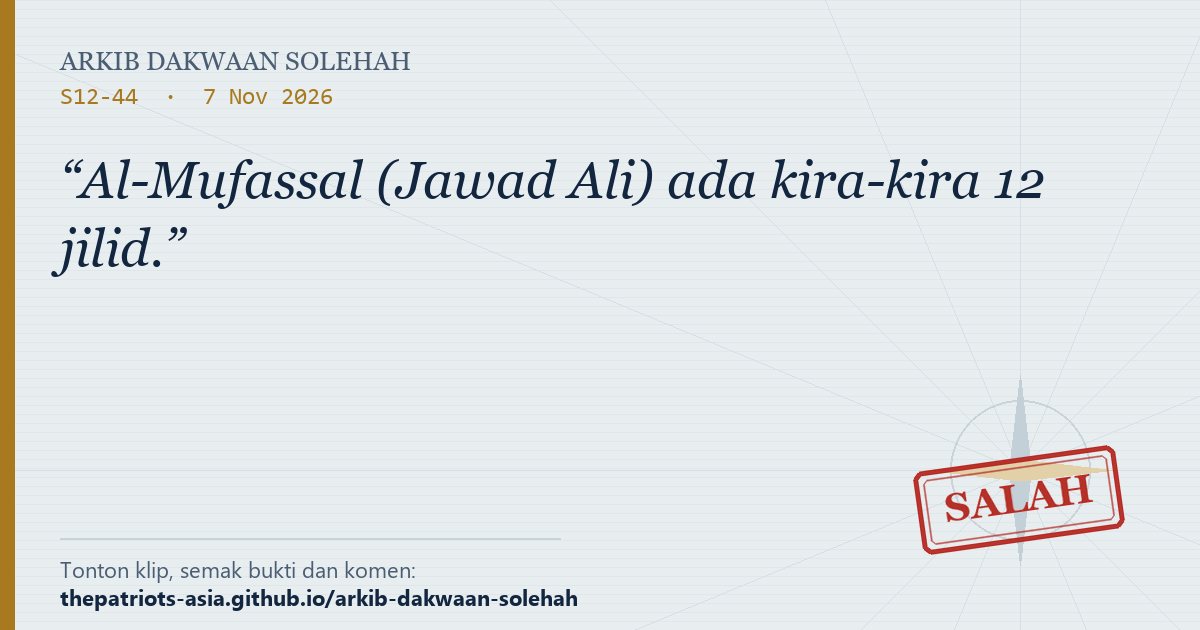 ARKIB DAKWAAN SOLEHAH
S12-44 · 7 Nov 2026
“Al-Mufassal (Jawad Ali) ada kira-kira 12
jilid.”
SALAH
Tonton klip, semak bukti dan komen:
thepatriots-asia.github.io/arkib-dakwaan-solehah